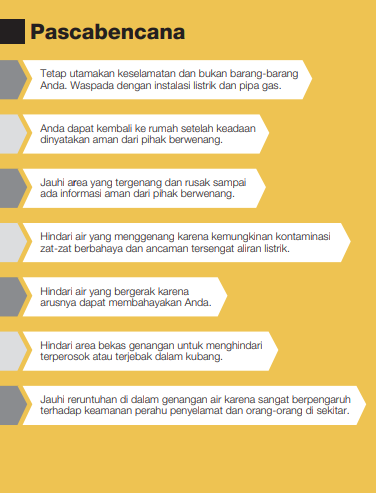 Pascabencana
Tetap utamakan keselamatan dan bukan barang-barang
Anda. Waspada dengan instalasi listrik dan pipa gas.
Anda dapat kembali ke rumah setelah keadaan
dinyatakan aman dari pihak berwenang.
Jauhi area yang tergenang dan rusak sampai
ada informasi aman dari pihak berwenang.
Hindari air yang menggenang karena kemungkinan kontaminasi
zat-zat berbahaya dan ancaman tersengat aliran listrik.
Hindari air yang bergerak karena
arusnya dapat membahayakan Anda.
Hindari area bekas genangan untuk menghindari
terperosok atau terjebak dalam kubang.
Jauhi reruntuhan di dalam genangan air karena sangat berpengaruh
terhadap keamanan perahu penyelamat dan orang-orang di sekitar.